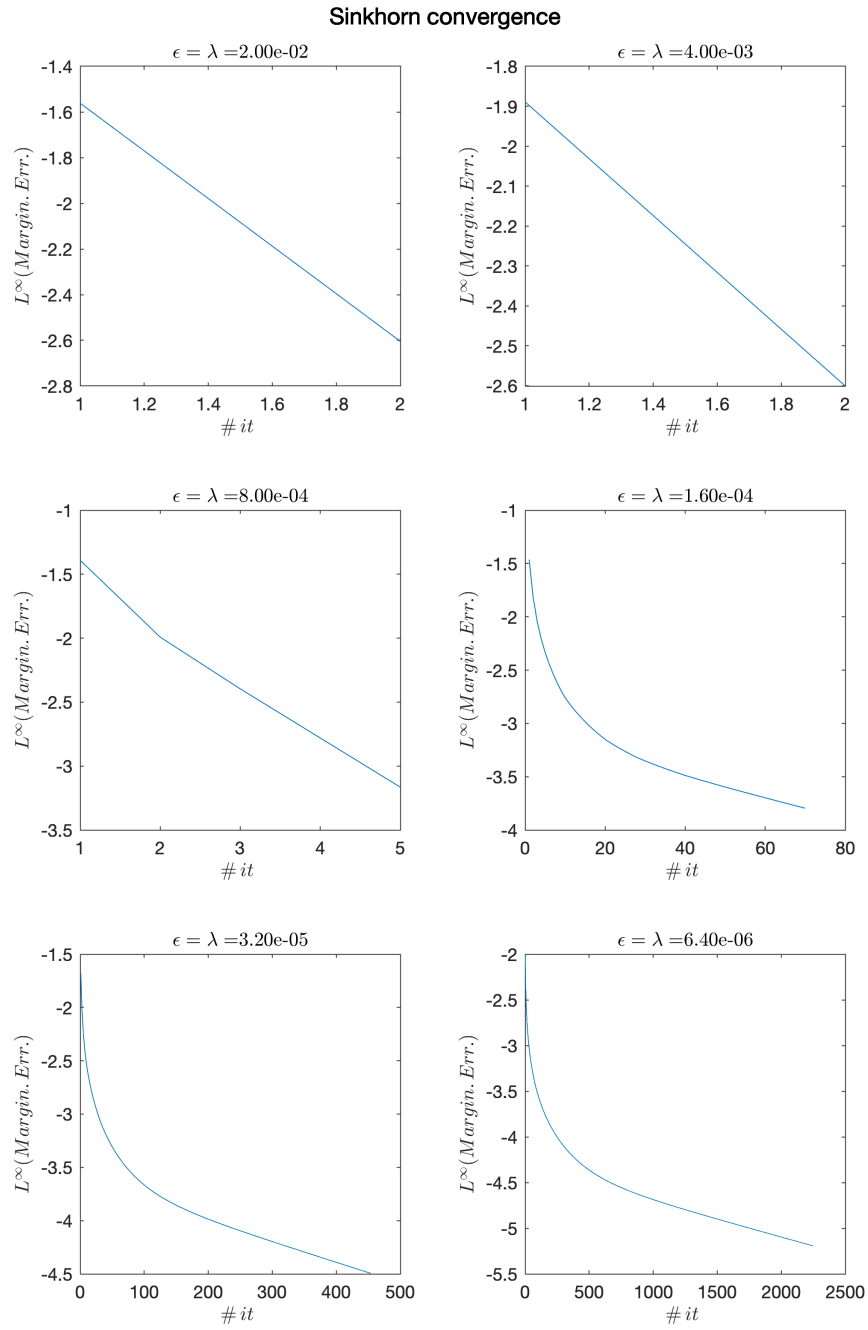 Sinkhorn convergence
ϵ = λ =2.00e-02
-1.4
-1.6
-1.8
-2
-2.2
-2.4
-2.6
-2.8
L^∞(Margin. Err.)
1 1.2 1.4 1.6 1.8 2
# it
ϵ = λ =4.00e-03
-1.8
-1.9
-2
-2.1
-2.2
-2.3
-2.4
-2.5
-2.6
L^∞(Margin. Err.)
1 1.2 1.4 1.6 1.8 2
# it
ϵ = λ =8.00e-04
-1
-1.5
-2
-2.5
-3
-3.5
L^∞(Margin. Err.)
1 2 3 4 5
# it
ϵ = λ =1.60e-04
-1
-1.5
-2
-2.5
-3
-3.5
-4
L^∞(Margin. Err.)
0 20 40 60 80
# it
ϵ = λ =3.20e-05
-1.5
-2
-2.5
-3
-3.5
-4
-4.5
L^∞(Margin. Err.)
0 100 200 300 400 500
# it
ϵ = λ =6.40e-06
-2
-2.5
-3
-3.5
-4
-4.5
-5
-5.5
L^∞(Margin. Err.)
0 500 1000 1500 2000 2500
# it